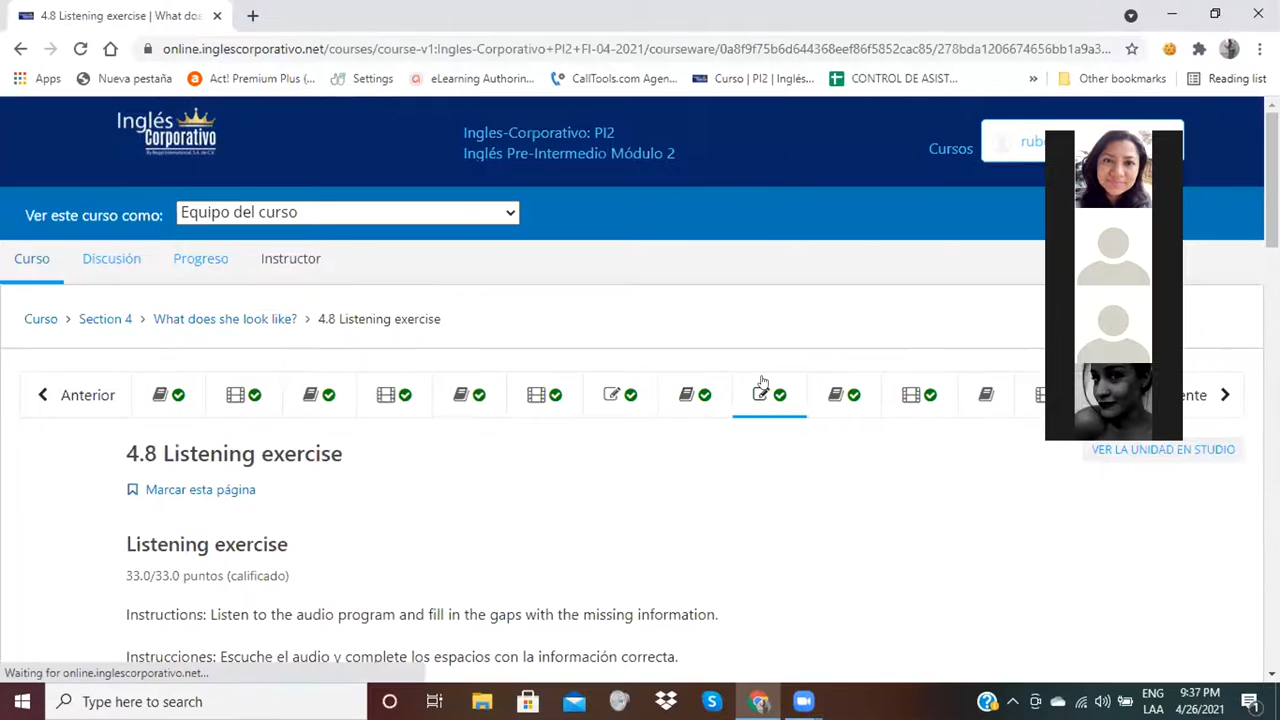 4.8 Listening exercise | What doe
online.inglescorporativo.net/courses/course-v1:Ingles-Corporativo+PI2+FI-04-2021/courseware/0a8f9f75b6d644368eef86f5852cac85/278bda1206674656bb1a9a3...
Apps Nueva pestaña Act! Premium Plus (... Settings eLearning Authorin... CallTools.com Agen... Curso | PI2 | Inglés... CONTROL DE ASIST... » Other bookmarks Reading list
Inglés
Corporativo
Ingles-Corporativo: PI2
Inglés Pre-Intermedio Módulo 2
Cursos
rub
Ver este curso como: Equipo del curso
Curso Discusión Progreso Instructor
Curso > Section 4 > What does she look like? > 4.8 Listening exercise
Anterior
ente
4.8 Listening exercise
VER LA UNIDAD EN STUDIO
Marcar esta página
Listening exercise
33.0/33.0 puntos (calificado)
Instructions: Listen to the audio program and fill in the gaps with the missing information.
Instrucciones: Escuche el audio y complete los espacios con la información correcta.
Waiting for online.inglescorporativo.net...
Type here to search
ENG
LAA
9:37 PM
4/26/2021